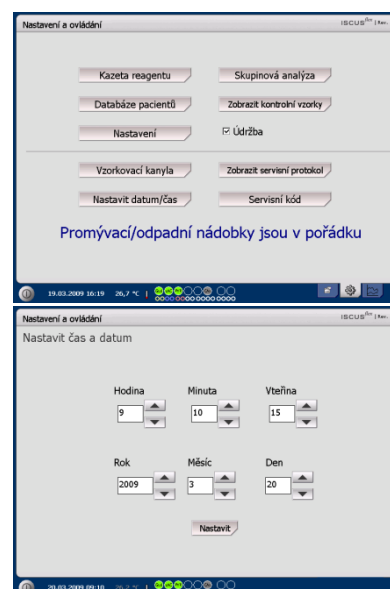 Nastavení a ovládání
ISCUS flex | Rec.
Kazeta reagentu
Skupinová analýza
Databáze pacientů
Zobrazit kontrolní vzorky
Nastavení
Údržba
Vzorkovací kanyla
Zobrazit servisní protokol
Nastavit datum/čas
Servisní kód
Promývací/odpadní nádobky jsou v pořádku
19.03.2009 16:19 26,7 °C
Nastavení a ovládání
Nastavit čas a datum
Hodina Minuta Vteřina
9 10 15
Rok Měsíc Den
2009 3 20
Nastavit
20.03.2009 09:10 26,2 °C